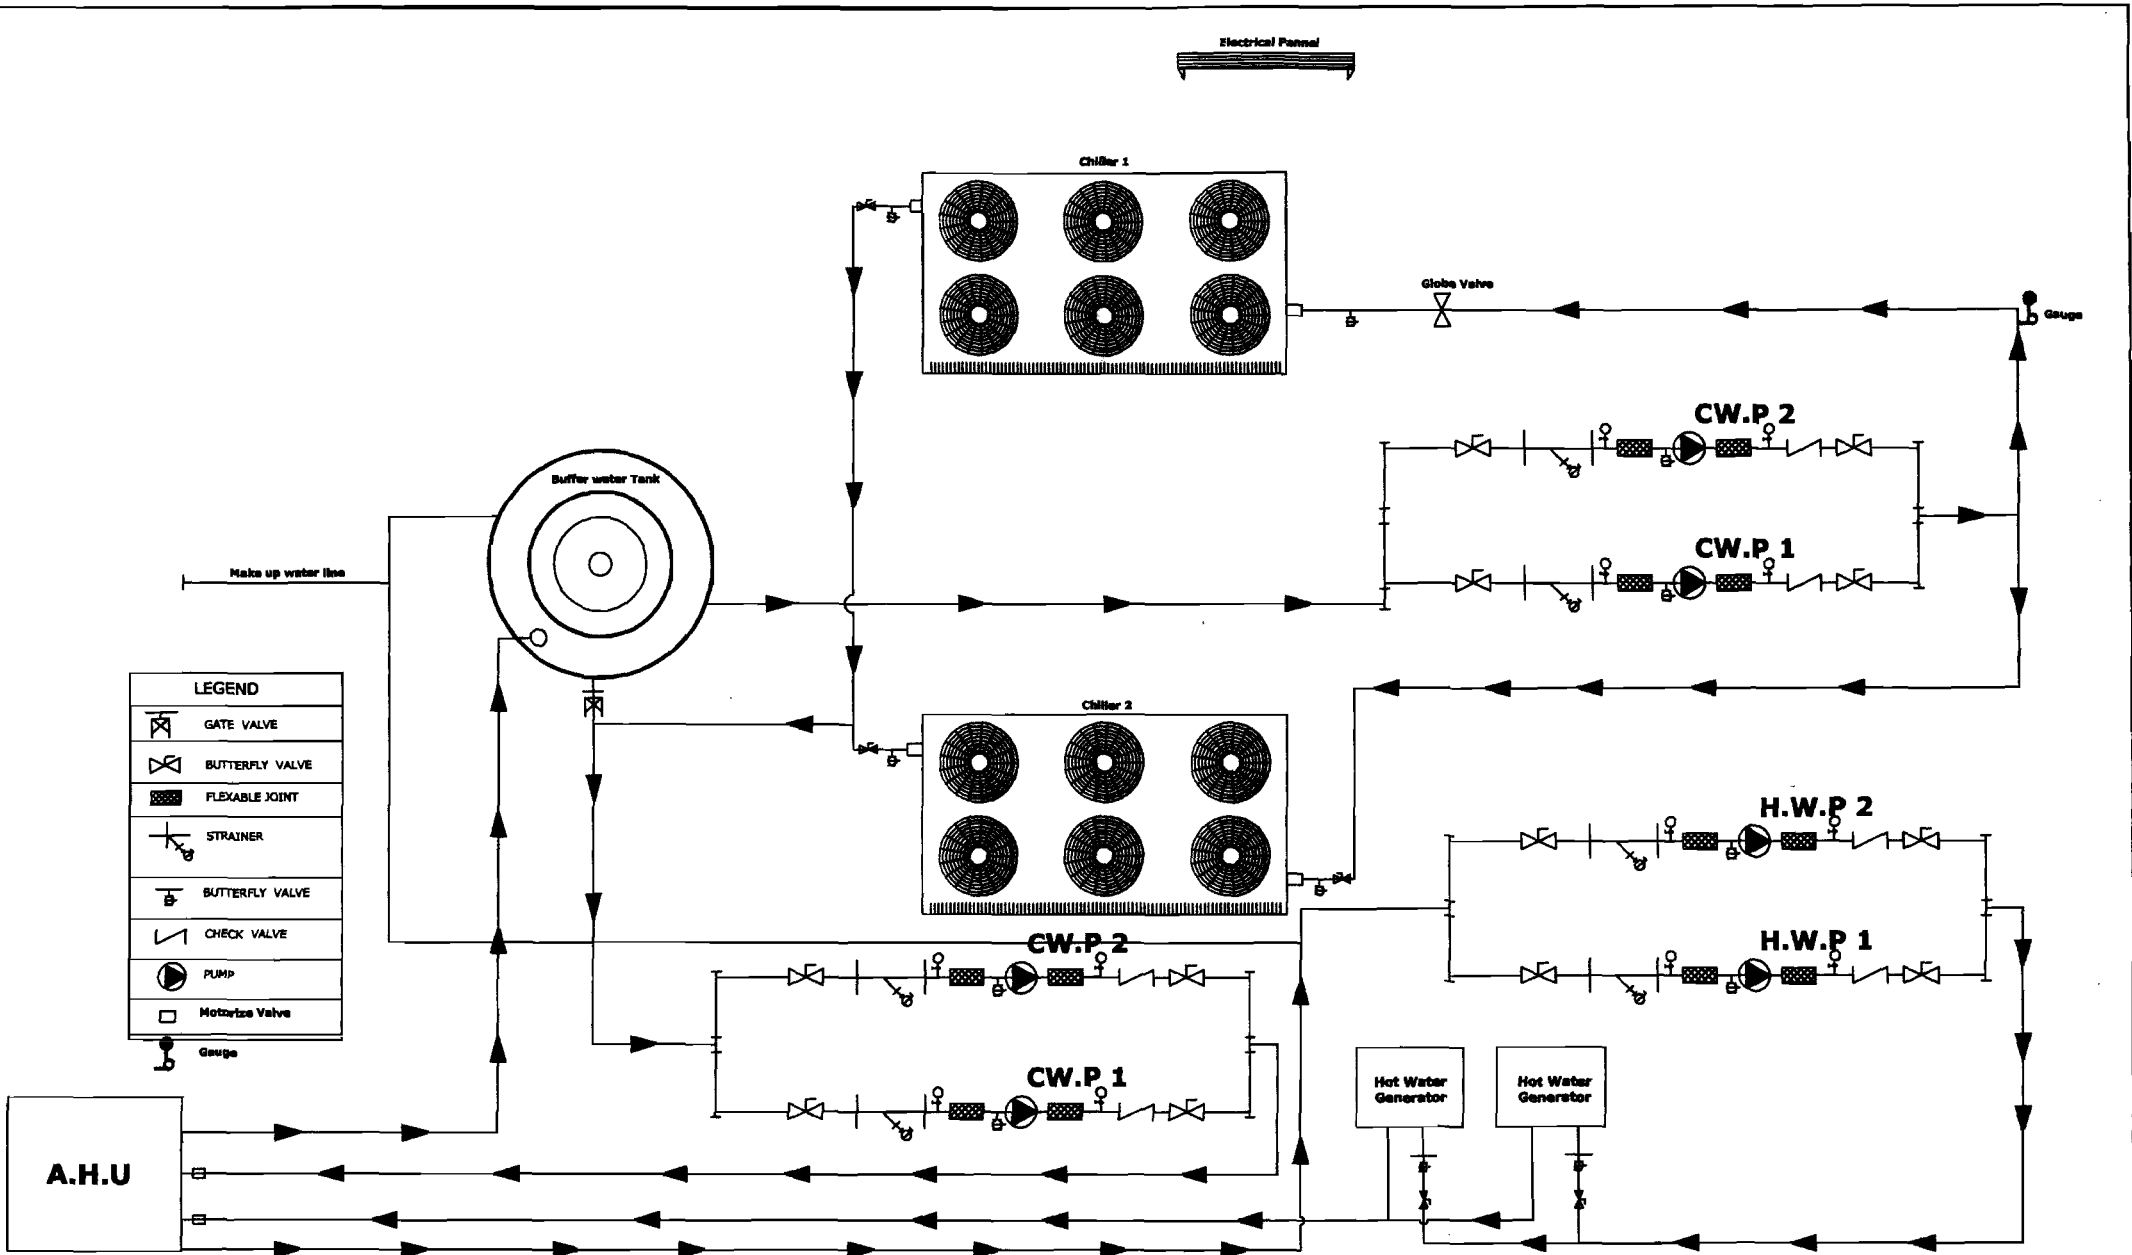 Electrical Pannel
Chiller 1
Globe Valve
Gauge
CW.P 2
Buffer water Tank
CW.P 1
Make up water line
LEGEND
GATE VALVE
BUTTERFLY VALVE
FLEXABLE JOINT
STRAINER
BUTTERFLY VALVE
CHECK VALVE
PUMP
Motorize Valve
Gauge
Chiller 2
H.W.P 2
H.W.P 1
CW.P 2
CW.P 1
Hot Water
Generator
Hot Water
Generator
A.H.U